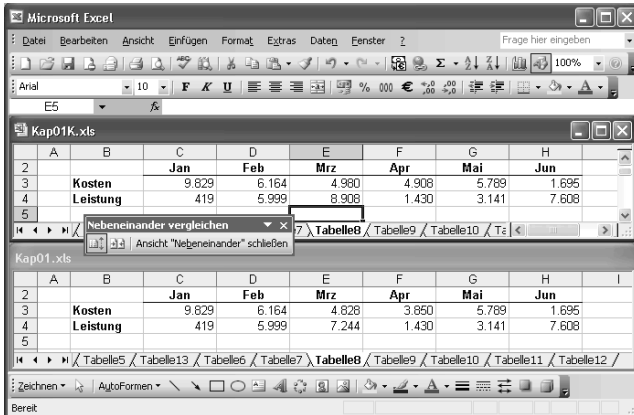 Microsoft Excel
Datei Bearbeiten Ansicht Einfügen Format Extras Daten Fenster ? Frage hier eingeben
100%
Arial 10 F K U % 000 €
E5 fx
Kap01K.xls
A B C D E F G H
2 Jan Feb Mrz Apr Mai Jun
3 Kosten 9.829 6.164 4.980 4.908 5.789 1.695
4 Leistung 419 5.999 8.908 1.430 3.141 7.608
5
Nebeneinander vergleichen
Ansicht "Nebeneinander" schließen
Tabelle8 Tabelle9 Tabelle10
Kap01.xls
A B C D E F G H I
2 Jan Feb Mrz Apr Mai Jun
3 Kosten 9.829 6.164 4.828 3.850 5.789 1.695
4 Leistung 419 5.999 7.244 1.430 3.141 7.608
5
Tabelle5 Tabelle13 Tabelle6 Tabelle7 Tabelle8 Tabelle9 Tabelle10 Tabelle11 Tabelle12
Zeichnen AutoFormen
Bereit